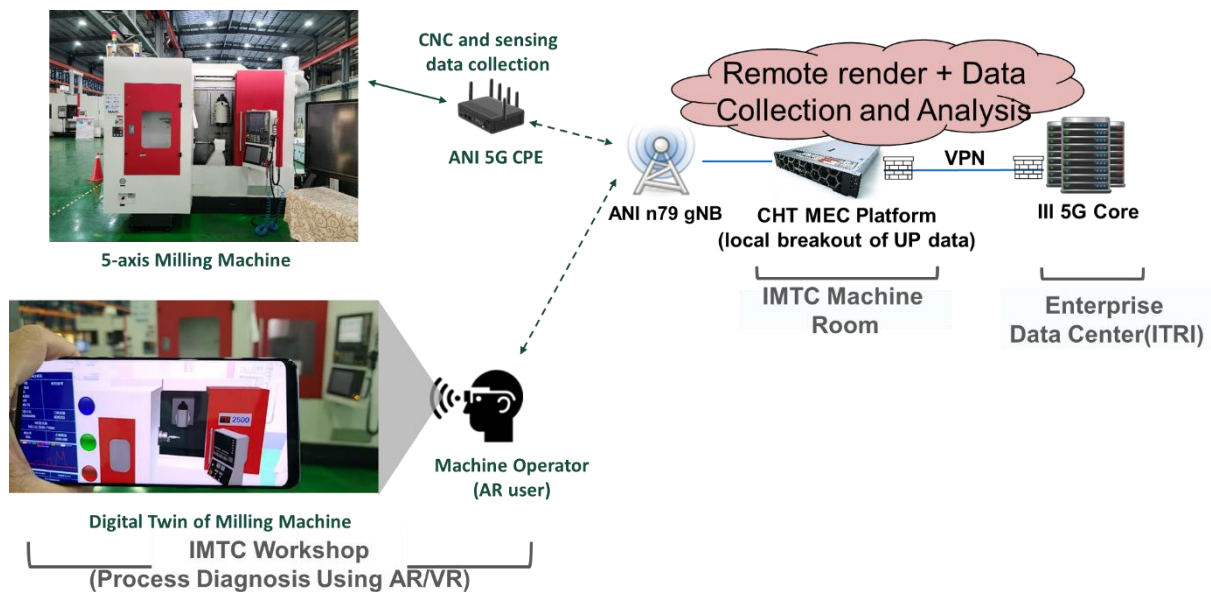 CNC and sensing
data collection
ANI 5G CPE
5-axis Milling Machine
Remote render + Data
Collection and Analysis
VPN
ANI n79 gNB
CHT MEC Platform
(local breakout of UP data)
III 5G Core
IMTC Machine
Room
Enterprise
Data Center(ITRI)
2500
Machine Operator
(AR user)
Digital Twin of Milling Machine
IMTC Workshop
(Process Diagnosis Using AR/VR)